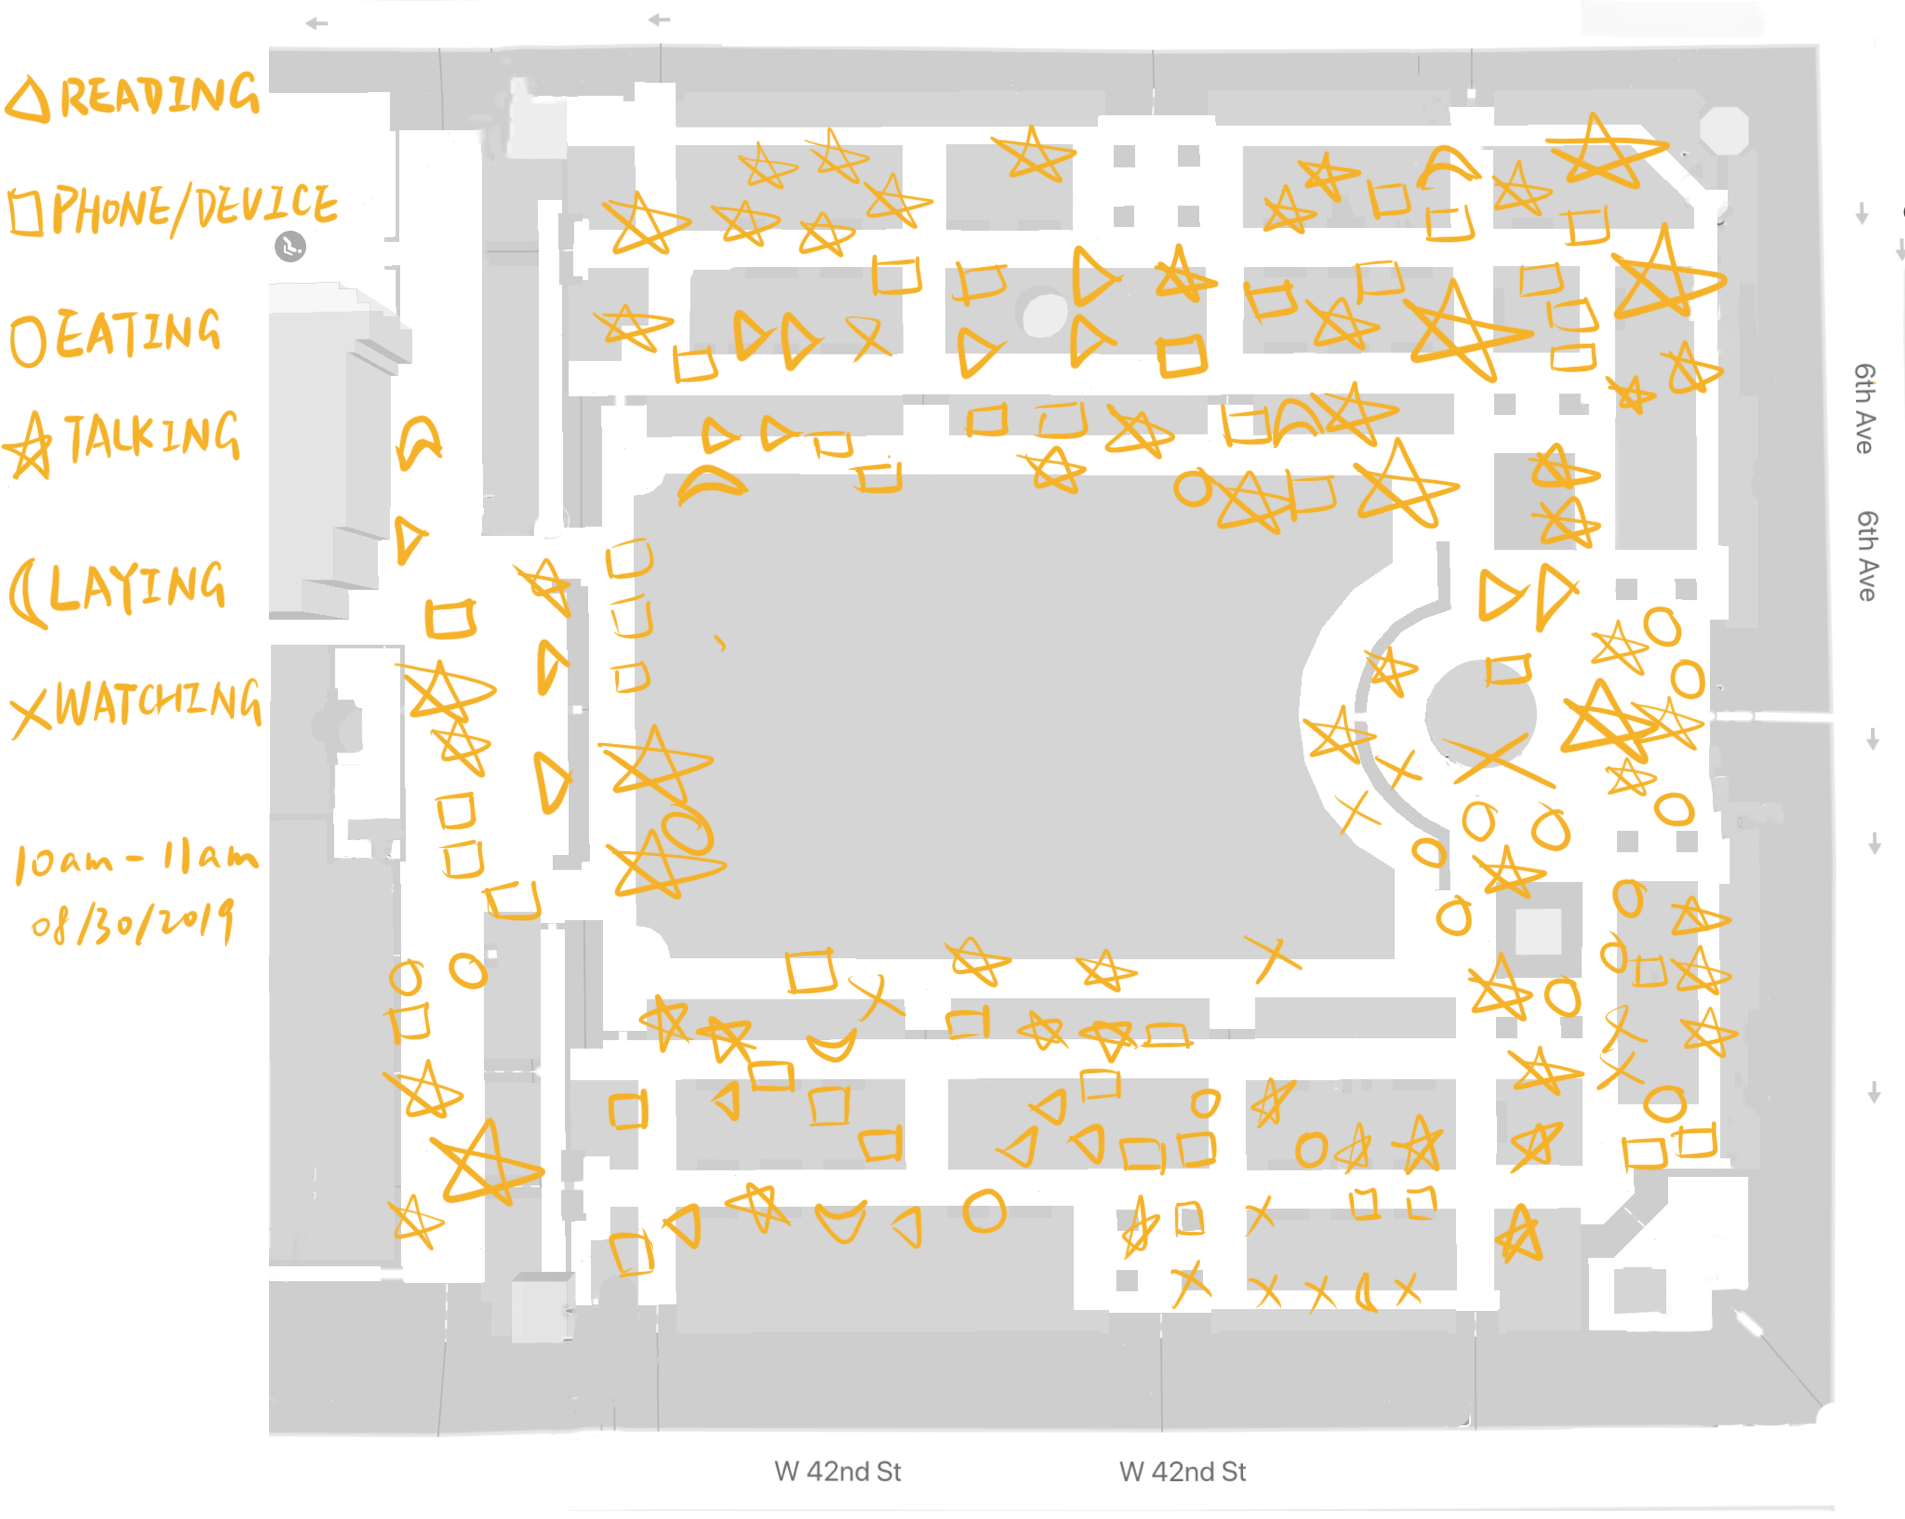 READING
PHONE/DEVICE
EATING
TALKING
LAYING
WATCHING
10am - 11am
08/30/2019
6th Ave
6th Ave
W 42nd St
W 42nd St